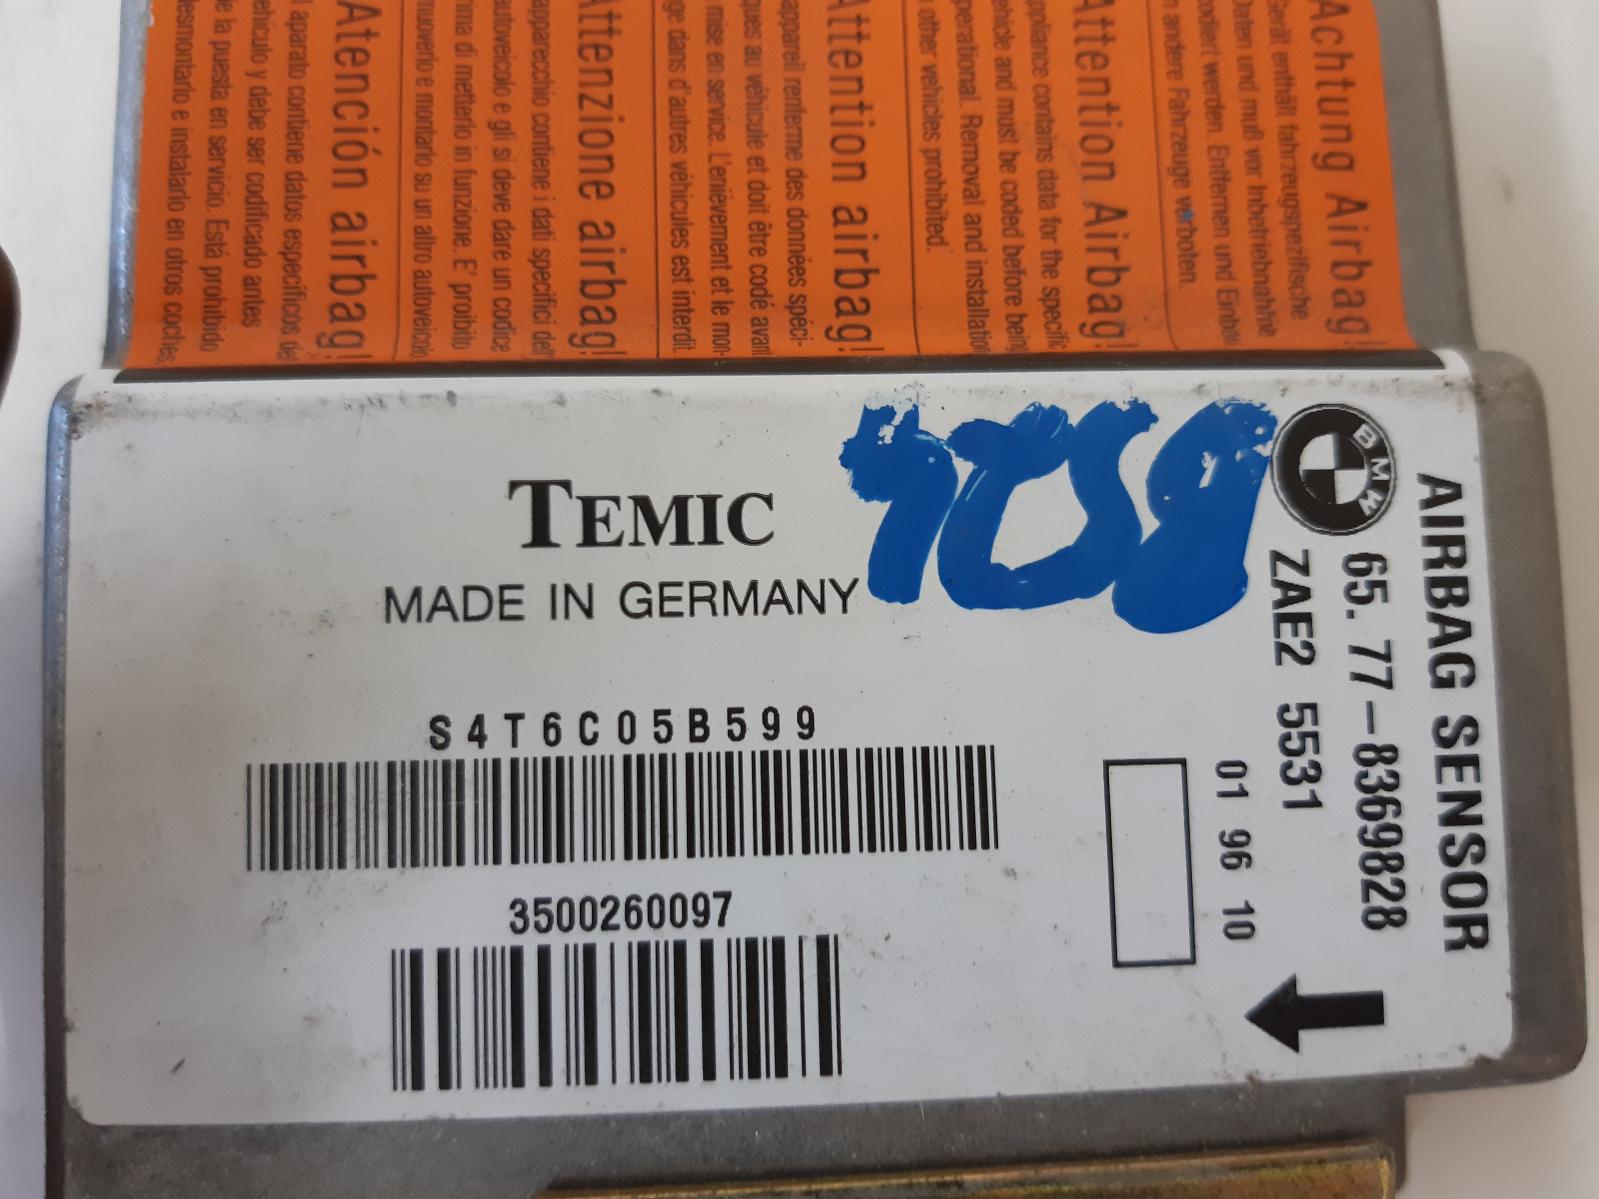 Achtung Airbag!
Gerät enthält fahrzeugspezifische
Daten und muß vor Inbetriebnahme
codiert werden. Entfernen und Einbau
in andere Fahrzeuge verboten.
Attention Airbag!
appliance contains data for the specific
vehicle and must be coded before being
operational. Removal and installation
other vehicles prohibited.
Attention airbag!
appareil renferme des données spéci-
ques au véhicule et doit être codé avant
mise en service. L'enlèvement et le mon-
ge dans d'autres véhicules est interdit.
Attenzione airbag!
apparecchio contiene i dati specifici dell'
autoveicolo e gli si deve dare un codice
rima di metterlo in funzione. E' proibito
muoverlo e montarlo su un altro autoveicolo
Atención airbag!
l aparato contiene datos específicos del
vehículo y debe ser codificado antes
de la puesta en servicio. Está prohibido
desmontarlo e instalarlo en otros coches
AIRBAG SENSOR
BMW
65.77-8369828
ZAE2 5531
01 96 10
TEMIC
MADE IN GERMANY
S4T6C05B599
3500260097